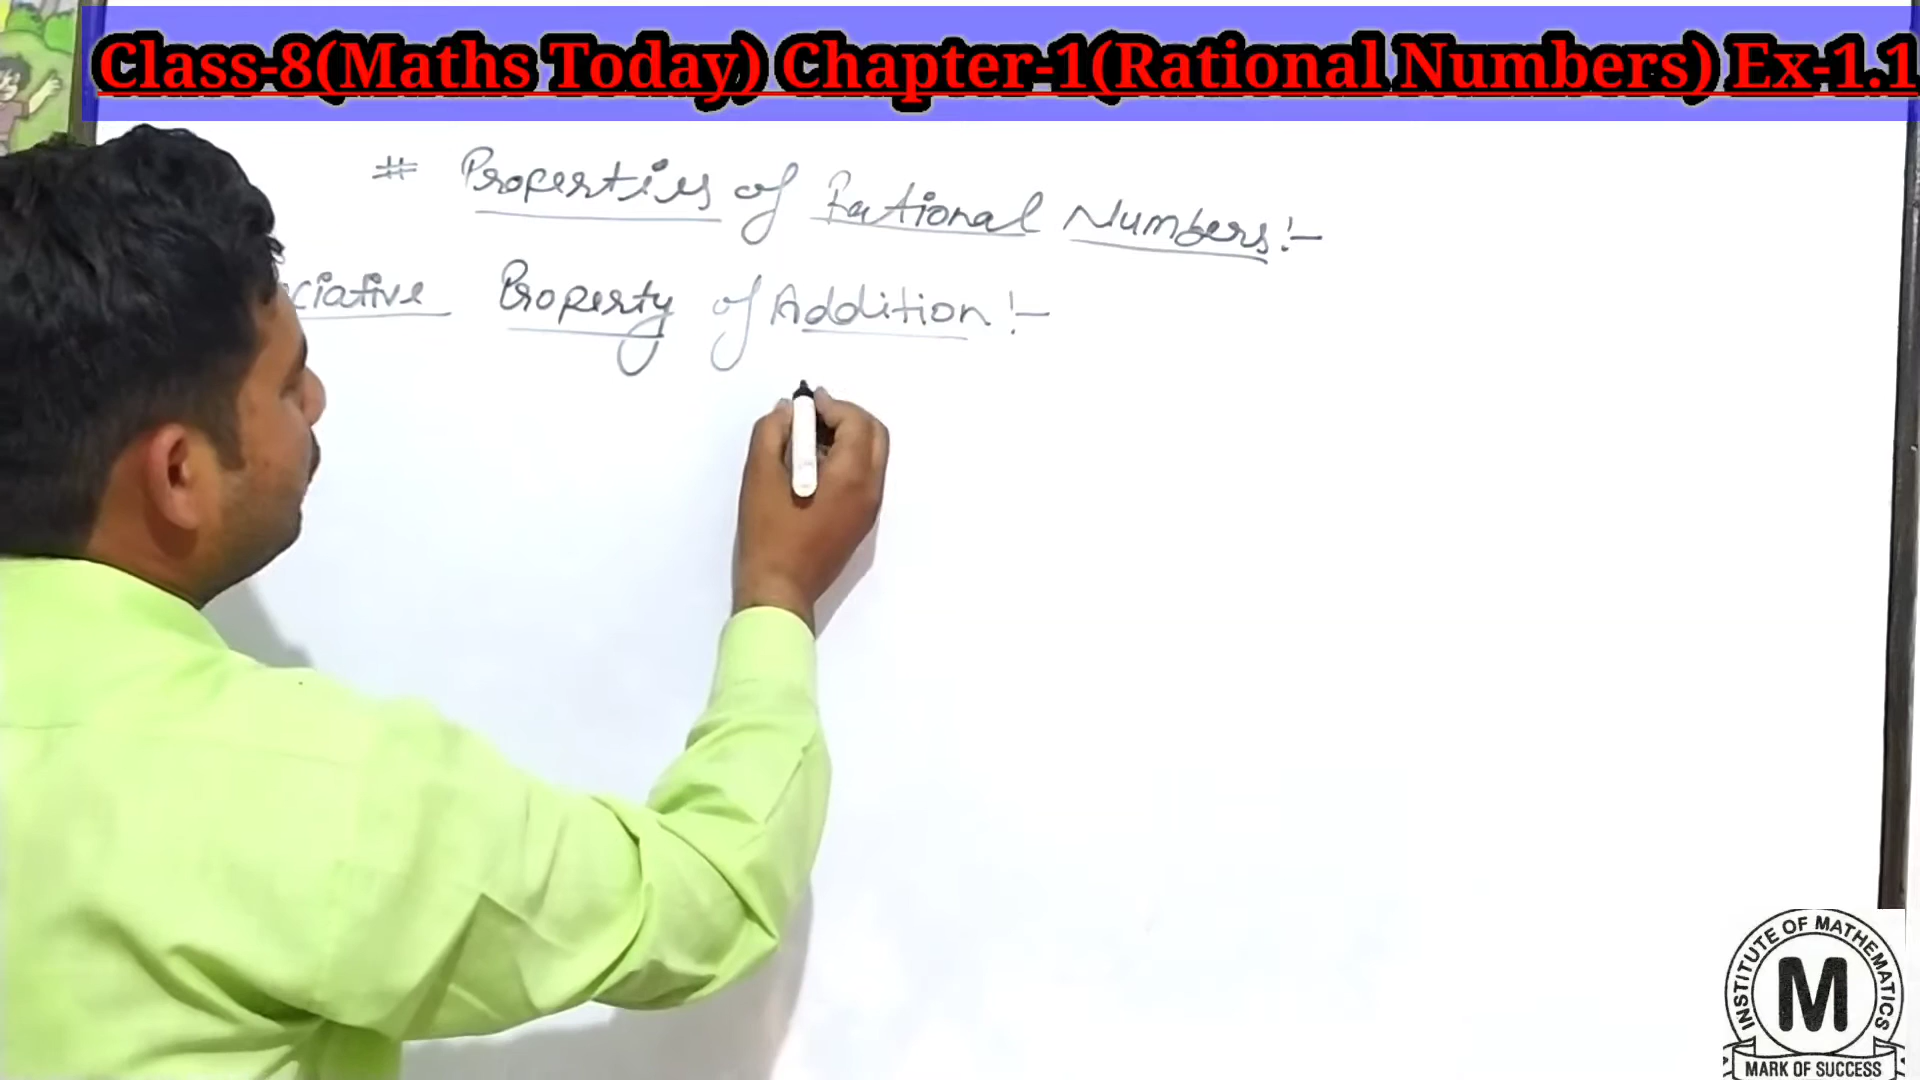 Class-8(Maths Today) Chapter-1(Rational Numbers) Ex-1.1
# Properties of Rational Numbers:-
ciative Property of Addition:-
INSTITUTE OF MATHEMATICS
M
MARK OF SUCCESS